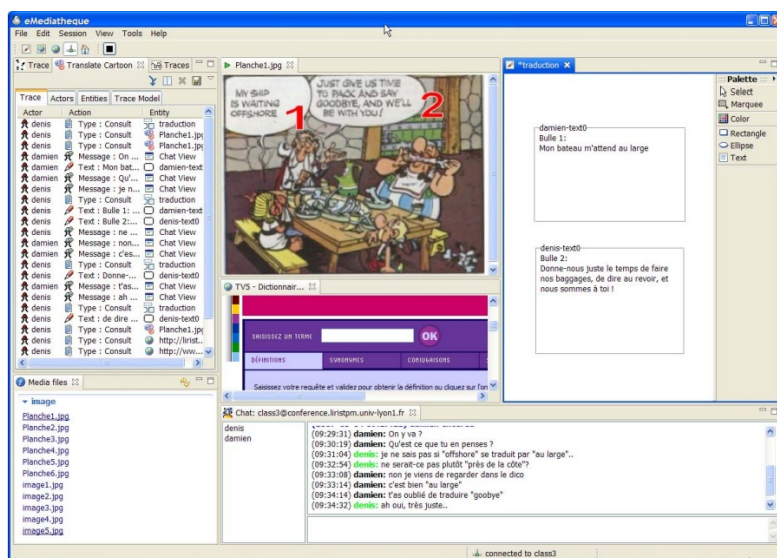 eMediatheque
File Edit Session View Tools Help
Trace Translate Cartoon Traces
Trace Actors Entities Trace Model
Actor Action Entity
denis Type : Consult traduction
denis Type : Consult Planche1.jpg
denis Type : Consult Planche1.jp
damien Message : On ... Chat View
damien Text : Mon bat... damien-text
damien Message : Qu'... Chat View
denis Message : je n... Chat View
denis Type : Consult traduction
denis Text : Bulle 1: ... damien-text
denis Text : Bulle 2:... denis-text0
denis Message : ne ... Chat View
damien Message : non... Chat View
damien Message : c'es... Chat View
denis Type : Consult traduction
denis Text : Donne-... denis-text0
damien Message : t'as... Chat View
denis Message : ah ... Chat View
denis Type : Consult traduction
denis Text : de dire ... denis-text0
denis Type : Consult Planche1.jp
denis Type : Consult http://lirist...
denis Type : Consult http://ww...
Media files
image
Planche1.jpg
Planche2.jpg
Planche3.jpg
Planche4.jpg
Planche5.jpg
Planche6.jpg
image1.jpg
image2.jpg
image3.jpg
image4.jpg
image5.jpg
Planche1.jpg
MY SHIP
IS WAITING
OFFSHORE
1
JUST GIVE US TIME
TO PACK AND SAY
GOODBYE, AND WE'LL
BE WITH YOU!
2
TV5 - Dictionnair...
SAISISSEZ UN TERME OK
DÉFINITIONS SYNONYMES CONJUGAISONS
Saisissez votre requête et validez pour obtenir la définition ou cliquez sur l'on
*traduction
damien-text0
Bulle 1:
Mon bateau m'attend au large
denis-text0
Bulle 2:
Donne-nous juste le temps de faire
nos baggages, de dire au revoir, et
nous sommes à toi !
Palette
Select
Marquee
Color
Rectangle
Ellipse
Text
Chat: class3@conference.liristpm.univ-lyon1.fr
denis
damien
(09:29:31) damien: On y va ?
(09:30:19) damien: Qu'est ce que tu en penses ?
(09:31:04) denis: je ne sais pas si "offshore" se traduit par "au large"..
(09:32:54) denis: ne serait-ce pas plutôt "près de la côte"?
(09:33:08) damien: non je viens de regarder dans le dico
(09:33:14) damien: c'est bien "au large"
(09:34:14) damien: t'as oublié de traduire "goobye"
(09:34:32) denis: ah oui, très juste..
connected to class3